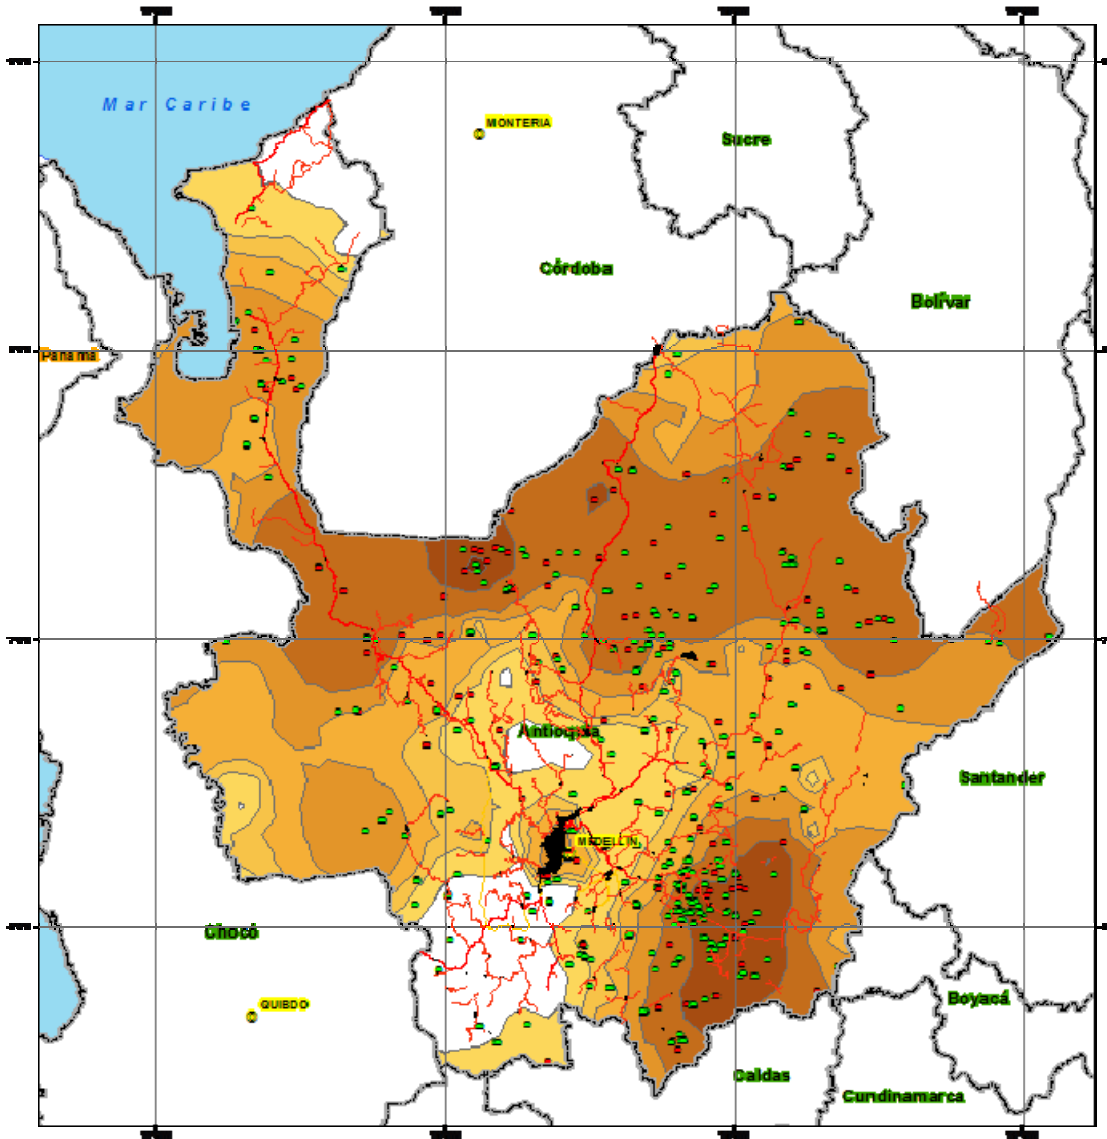 Mar Caribe
MONTERIA
Sucre
Córdoba
Bolívar
Panamá
Antioquia
Santander
MEDELLIN
Chocó
QUIBDO
Boyacá
Caldas
Cundinamarca